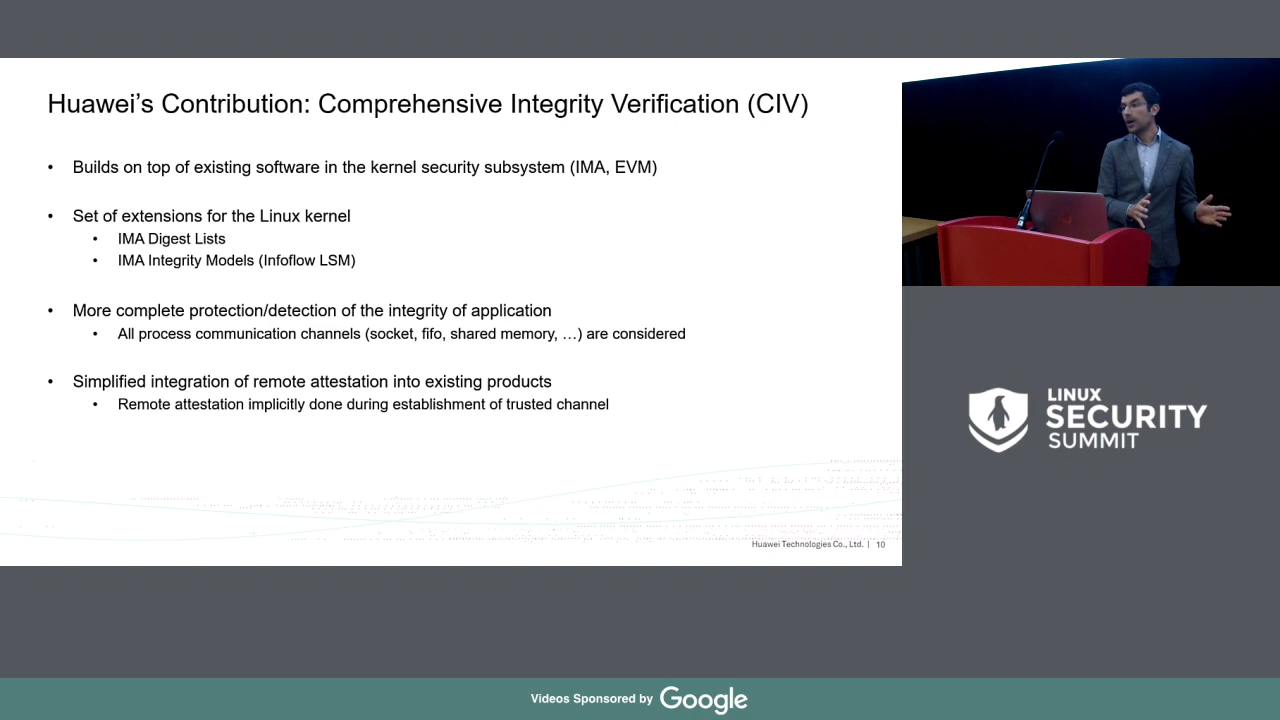 Huawei’s Contribution: Comprehensive Integrity Verification (CIV)
• Builds on top of existing software in the kernel security subsystem (IMA, EVM)
• Set of extensions for the Linux kernel
• IMA Digest Lists
• IMA Integrity Models (Infoflow LSM)
• More complete protection/detection of the integrity of application
• All process communication channels (socket, fifo, shared memory, …) are considered
• Simplified integration of remote attestation into existing products
• Remote attestation implicitly done during establishment of trusted channel
Huawei Technologies Co., Ltd. | 10
LINUX
SECURITY
SUMMIT
Videos Sponsored by Google